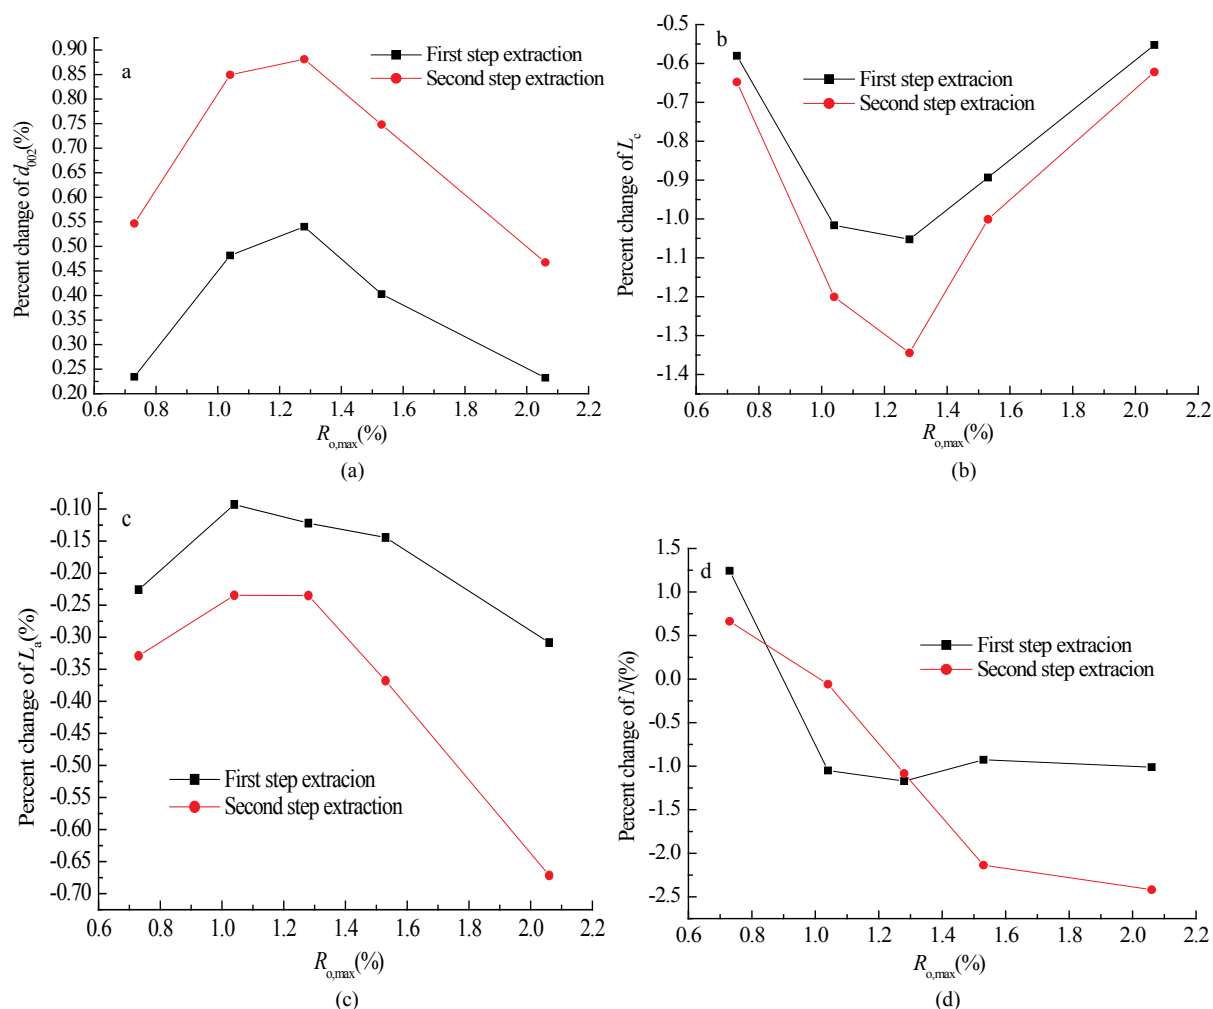 a
First step extraction
Second step extraction
Percent change of d002(%)
0.90
0.85
0.80
0.75
0.70
0.65
0.60
0.55
0.50
0.45
0.40
0.35
0.30
0.25
0.20
0.6 0.8 1.0 1.2 1.4 1.6 1.8 2.0 2.2
Ro,max(%)
(a)
b
First step extracion
Second step extracion
Percent change of Lc
-0.5
-0.6
-0.7
-0.8
-0.9
-1.0
-1.1
-1.2
-1.3
-1.4
0.6 0.8 1.0 1.2 1.4 1.6 1.8 2.0 2.2
Ro,max(%)
(b)
c
First step extracion
Second step extraction
Percent change of La(%)
-0.10
-0.15
-0.20
-0.25
-0.30
-0.35
-0.40
-0.45
-0.50
-0.55
-0.60
-0.65
-0.70
0.6 0.8 1.0 1.2 1.4 1.6 1.8 2.0 2.2
Ro,max(%)
(c)
d
First step extracion
Second step extracion
Percent change of N(%)
1.5
1.0
0.5
0.0
-0.5
-1.0
-1.5
-2.0
-2.5
0.6 0.8 1.0 1.2 1.4 1.6 1.8 2.0 2.2
Ro,max(%)
(d)